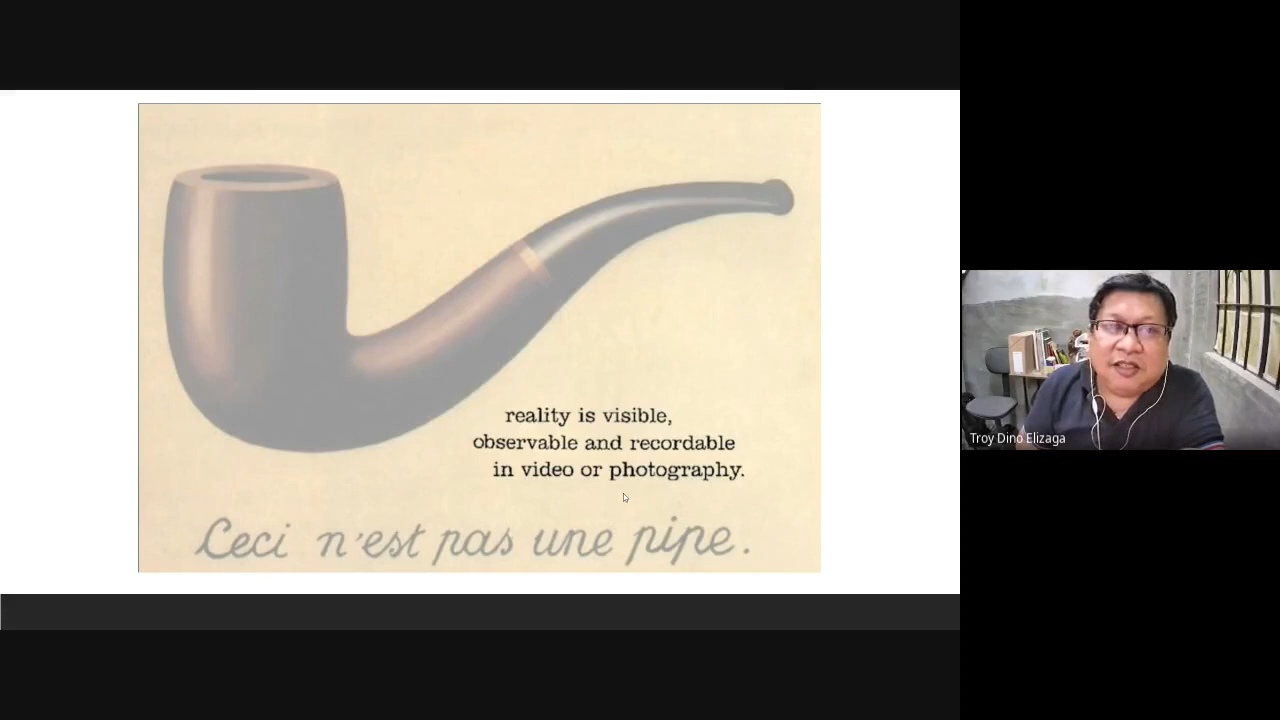 reality is visible,
observable and recordable
in video or photography.
Ceci n'est pas une pipe.
Troy Dino Elizaga